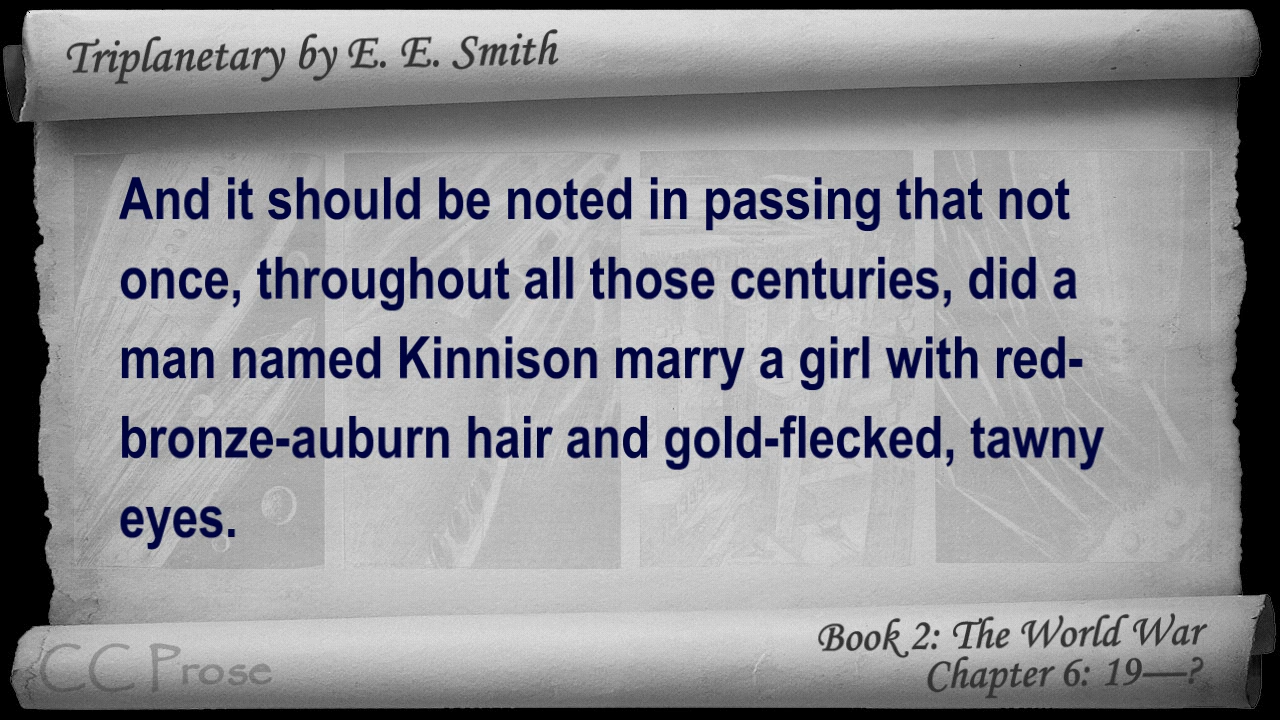 Triplanetary by E. E. Smith
And it should be noted in passing that not
once, throughout all those centuries, did a
man named Kinnison marry a girl with red-
bronze-auburn hair and gold-flecked, tawny
eyes.
Book 2: The World War
Chapter 6: 19—?
CC Prose